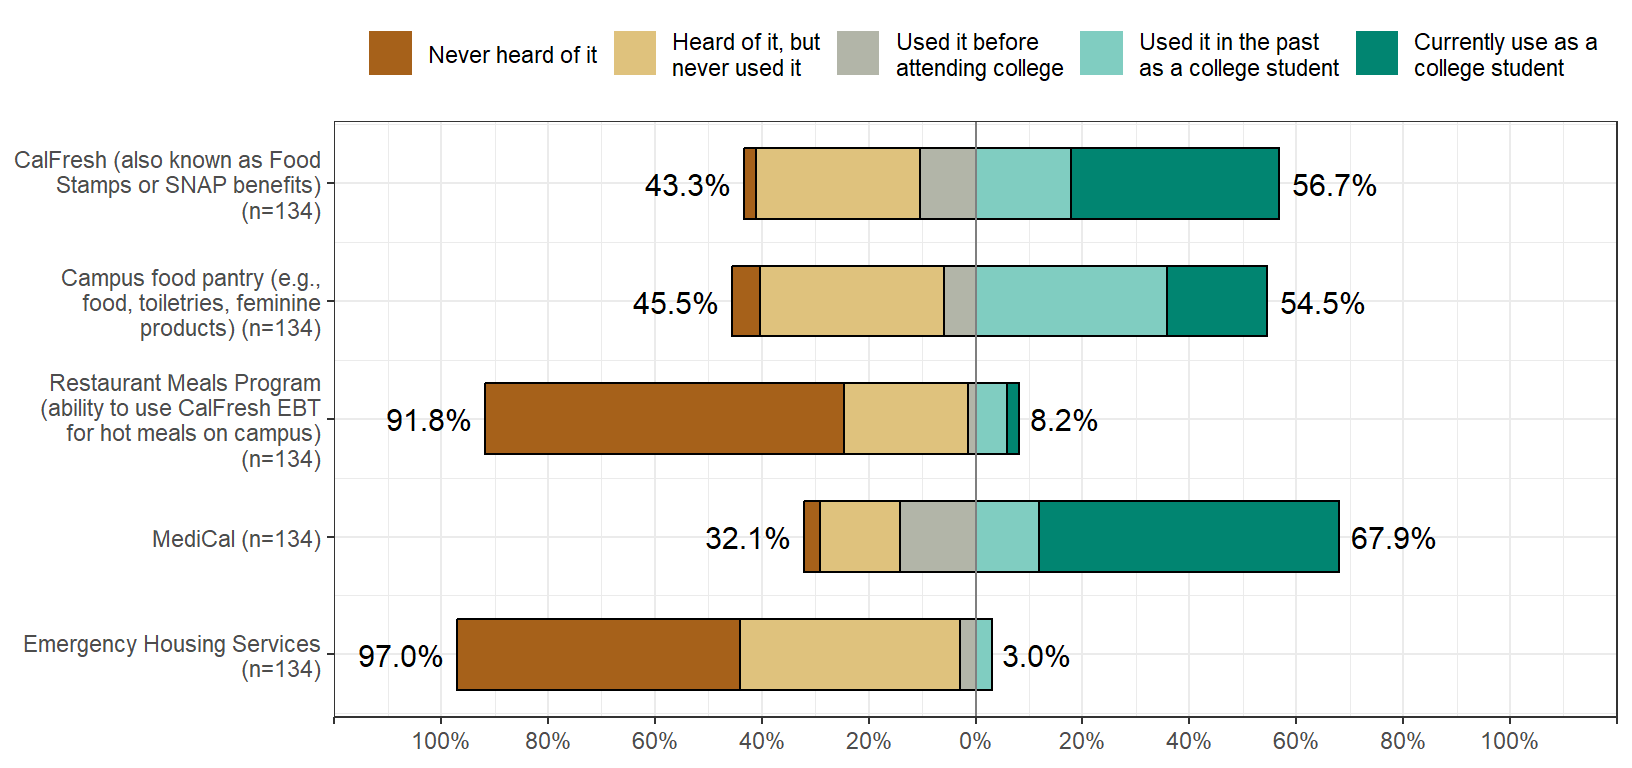 Never heard of it
Heard of it, but
never used it
Used it before
attending college
Used it in the past
as a college student
Currently use as a
college student
CalFresh (also known as Food
Stamps or SNAP benefits)
(n=134)
43.3%
56.7%
Campus food pantry (e.g.,
food, toiletries, feminine
products) (n=134)
45.5%
54.5%
Restaurant Meals Program
(ability to use CalFresh EBT
for hot meals on campus)
(n=134)
91.8%
8.2%
MediCal (n=134)
32.1%
67.9%
Emergency Housing Services
(n=134)
97.0%
3.0%
100% 80% 60% 40% 20% 0% 20% 40% 60% 80% 100%